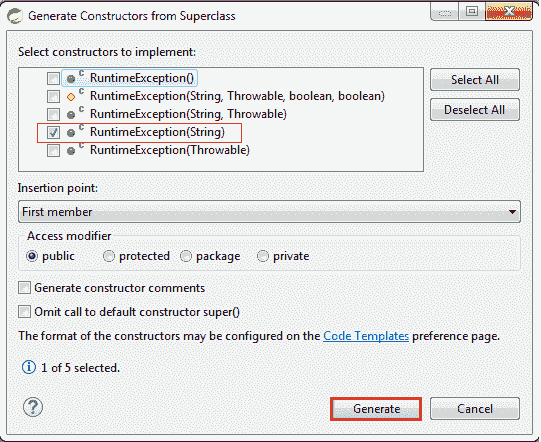 Generate Constructors from Superclass
Select constructors to implement:
C RuntimeException()
C RuntimeException(String, Throwable, boolean, boolean)
C RuntimeException(String, Throwable)
C RuntimeException(String)
C RuntimeException(Throwable)
Select All
Deselect All
Insertion point:
First member
Access modifier
public protected package private
Generate constructor comments
Omit call to default constructor super()
The format of the constructors may be configured on the Code Templates preference page.
i 1 of 5 selected.
? Generate Cancel